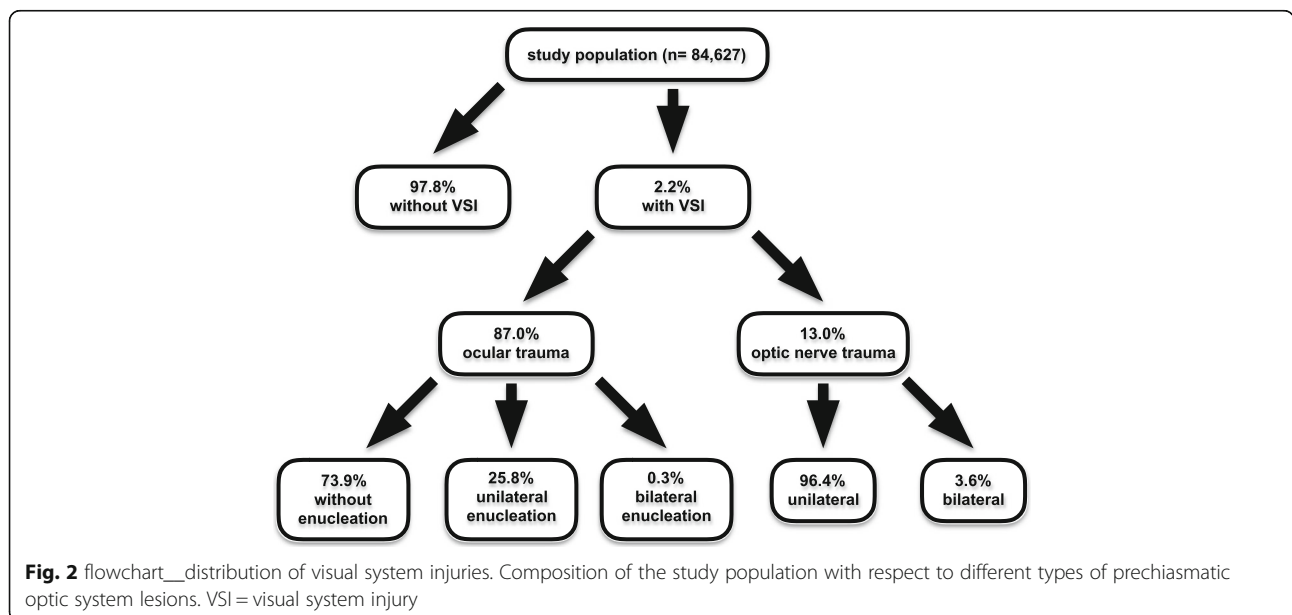 study population (n= 84,627)
97.8%
without VSI
2.2%
with VSI
87.0%
ocular trauma
13.0%
optic nerve trauma
73.9%
without
enucleation
25.8%
unilateral
enucleation
0.3%
bilateral
enucleation
96.4%
unilateral
3.6%
bilateral
Fig. 2 flowchart__distribution of visual system injuries. Composition of the study population with respect to different types of prechiasmatic
optic system lesions. VSI = visual system injury